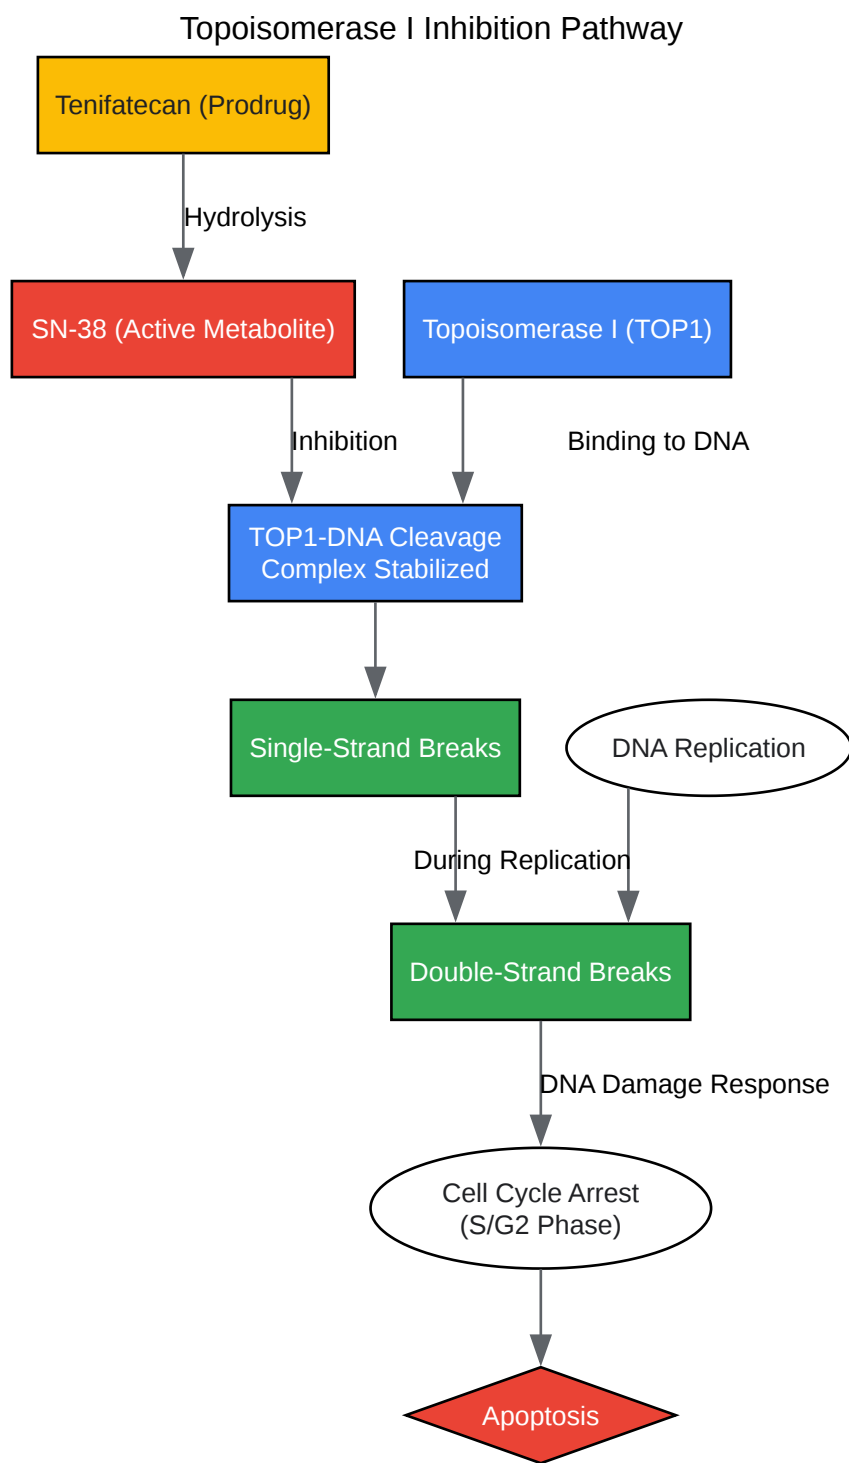 Topoisomerase I Inhibition Pathway
Tenifatecan (Prodrug)
Hydrolysis
SN-38 (Active Metabolite)
Topoisomerase I (TOP1)
Inhibition
Binding to DNA
TOP1-DNA Cleavage
Complex Stabilized
Single-Strand Breaks
DNA Replication
During Replication
Double-Strand Breaks
DNA Damage Response
Cell Cycle Arrest
(S/G2 Phase)
Apoptosis